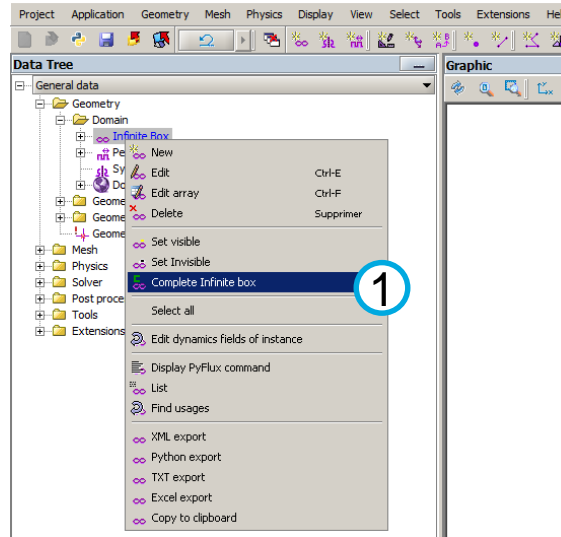 Project Application Geometry Mesh Physics Display View Select Tools Extensions
Data Tree
Graphic
General data
Geometry
Domain
Infinite Box
New
Edit Ctrl-E
Edit array Ctrl-F
Delete Supprimer
Mesh
Set visible
Physics
Set Invisible
Solver
Complete Infinite box
1
Tools
Select all
Extensions
Edit dynamics fields of instance
Display PyFlux command
List
Find usages
XML export
Python export
TXT export
Excel export
Copy to clipboard